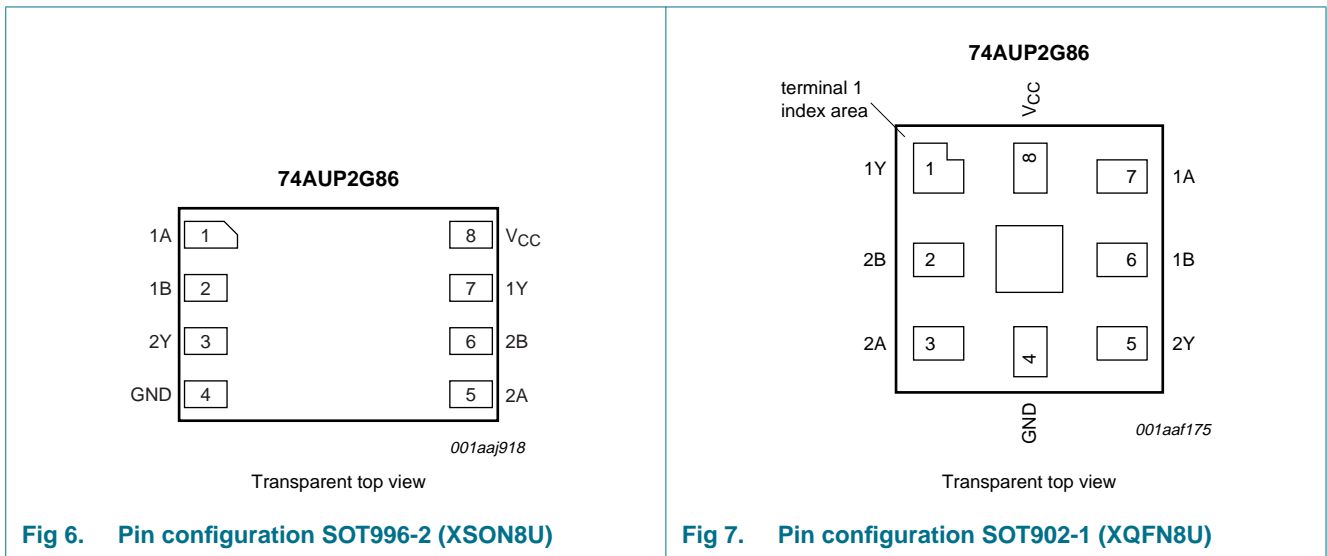 74AUP2G86
1A 1 8 VCC
1B 2 7 1Y
2Y 3 6 2B
GND 4 5 2A
001aaj918
Transparent top view
Fig 6. Pin configuration SOT996-2 (XSON8U)
74AUP2G86
terminal 1
index area
VCC
1Y 1 8 7 1A
2B 2 6 1B
2A 3 4 5 2Y
GND
001aaf175
Transparent top view
Fig 7. Pin configuration SOT902-1 (XQFN8U)